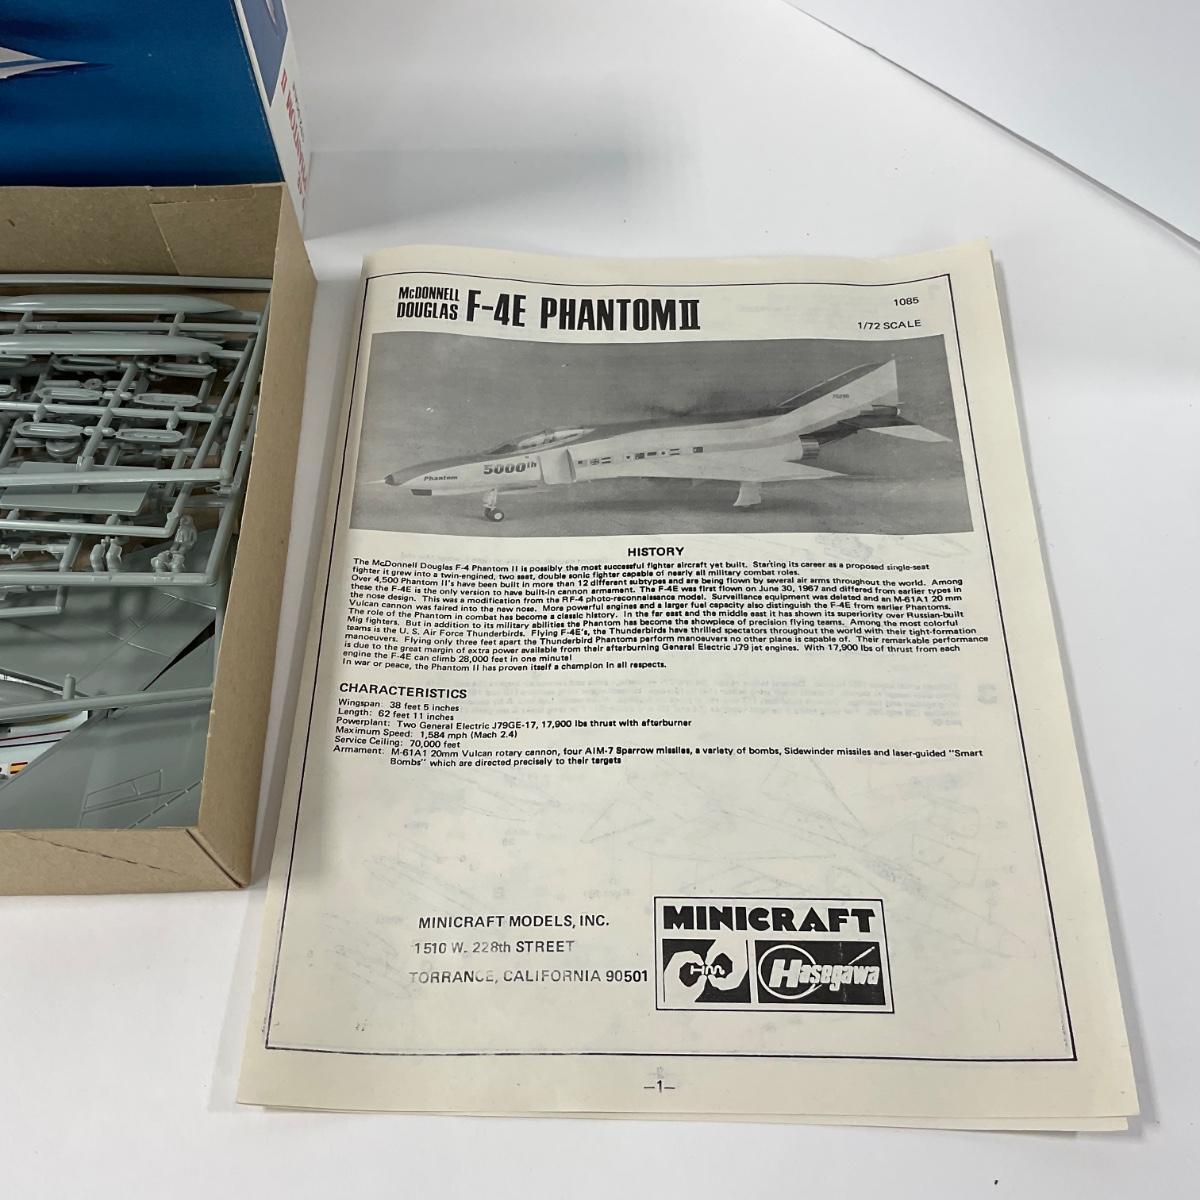 McDONNELL
DOUGLAS F-4E PHANTOM II
1085
1/72 SCALE
75290
5000th
Phantom
HISTORY
The McDonnell Douglas F-4 Phantom II is possibly the most successful fighter aircraft yet built. Starting its career as a proposed single-seat
fighter it grew into a twin-engined, two seat, double sonic fighter capable of nearly all military combat roles.
Over 4,500 Phantom II's have been built in more than 12 different subtypes and are being flown by several air arms throughout the world. Among
these the F-4E is the only version to have built-in cannon armament. The F-4E was first flown on June 30, 1967 and differed from earlier types in
the nose design. This was a modification from the RF-4 photo-reconnaissance model. Surveillance equipment was deleted and an M-61A1 20 mm
Vulcan cannon was faired into the new nose. More powerful engines and a larger fuel capacity also distinguish the F-4E from earlier Phantoms.
The role of the Phantom in combat has become a classic history. In the far east and the middle east it has shown its superiority over Russian-built
Mig fighters. But in addition to its military abilities the Phantom has become the showpiece of precision flying teams. Among the most colorful
teams is the U. S. Air Force Thunderbirds. Flying F-4E's, the Thunderbirds have thrilled spectators throughout the world with their tight-formation
manoeuvers. Flying only three feet apart the Thunderbird Phantoms perform manoeuvers no other plane is capable of. Their remarkable performance
is due to the great margin of extra power available from their afterburning General Electric J79 jet engines. With 17,900 lbs of thrust from each
engine the F-4E can climb 28,000 feet in one minute!
In war or peace, the Phantom II has proven itself a champion in all respects.
CHARACTERISTICS
Wingspan: 38 feet 5 inches
Length: 62 feet 11 inches
Powerplant: Two General Electric J79GE-17, 17,900 lbs thrust with afterburner
Maximum Speed: 1,584 mph (Mach 2.4)
Service Ceiling: 70,000 feet
Armament: M-61A1 20mm Vulcan rotary cannon, four AIM-7 Sparrow missiles, a variety of bombs, Sidewinder missiles and laser-guided "Smart
Bombs" which are directed precisely to their targets
MINICRAFT MODELS, INC.
1510 W. 228th STREET
TORRANCE, CALIFORNIA 90501
MINICRAFT
Hasegawa
—1—